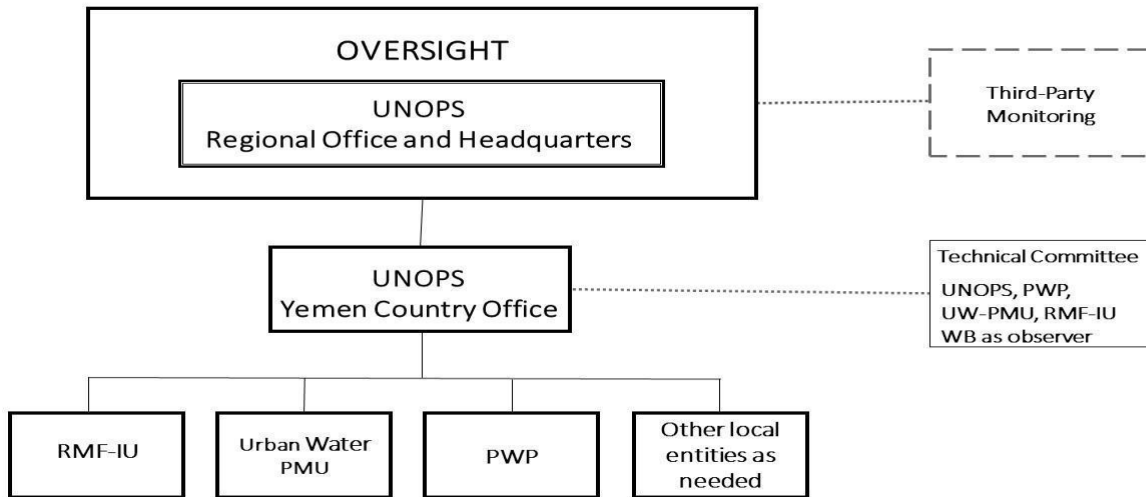 OVERSIGHT
UNOPS
Regional Office and Headquarters
Third-Party
Monitoring
UNOPS
Yemen Country Office
Technical Committee
UNOPS, PWP,
UW-PMU, RMF-IU
WB as observer
RMF-IU
Urban Water
PMU
PWP
Other local
entities as
needed